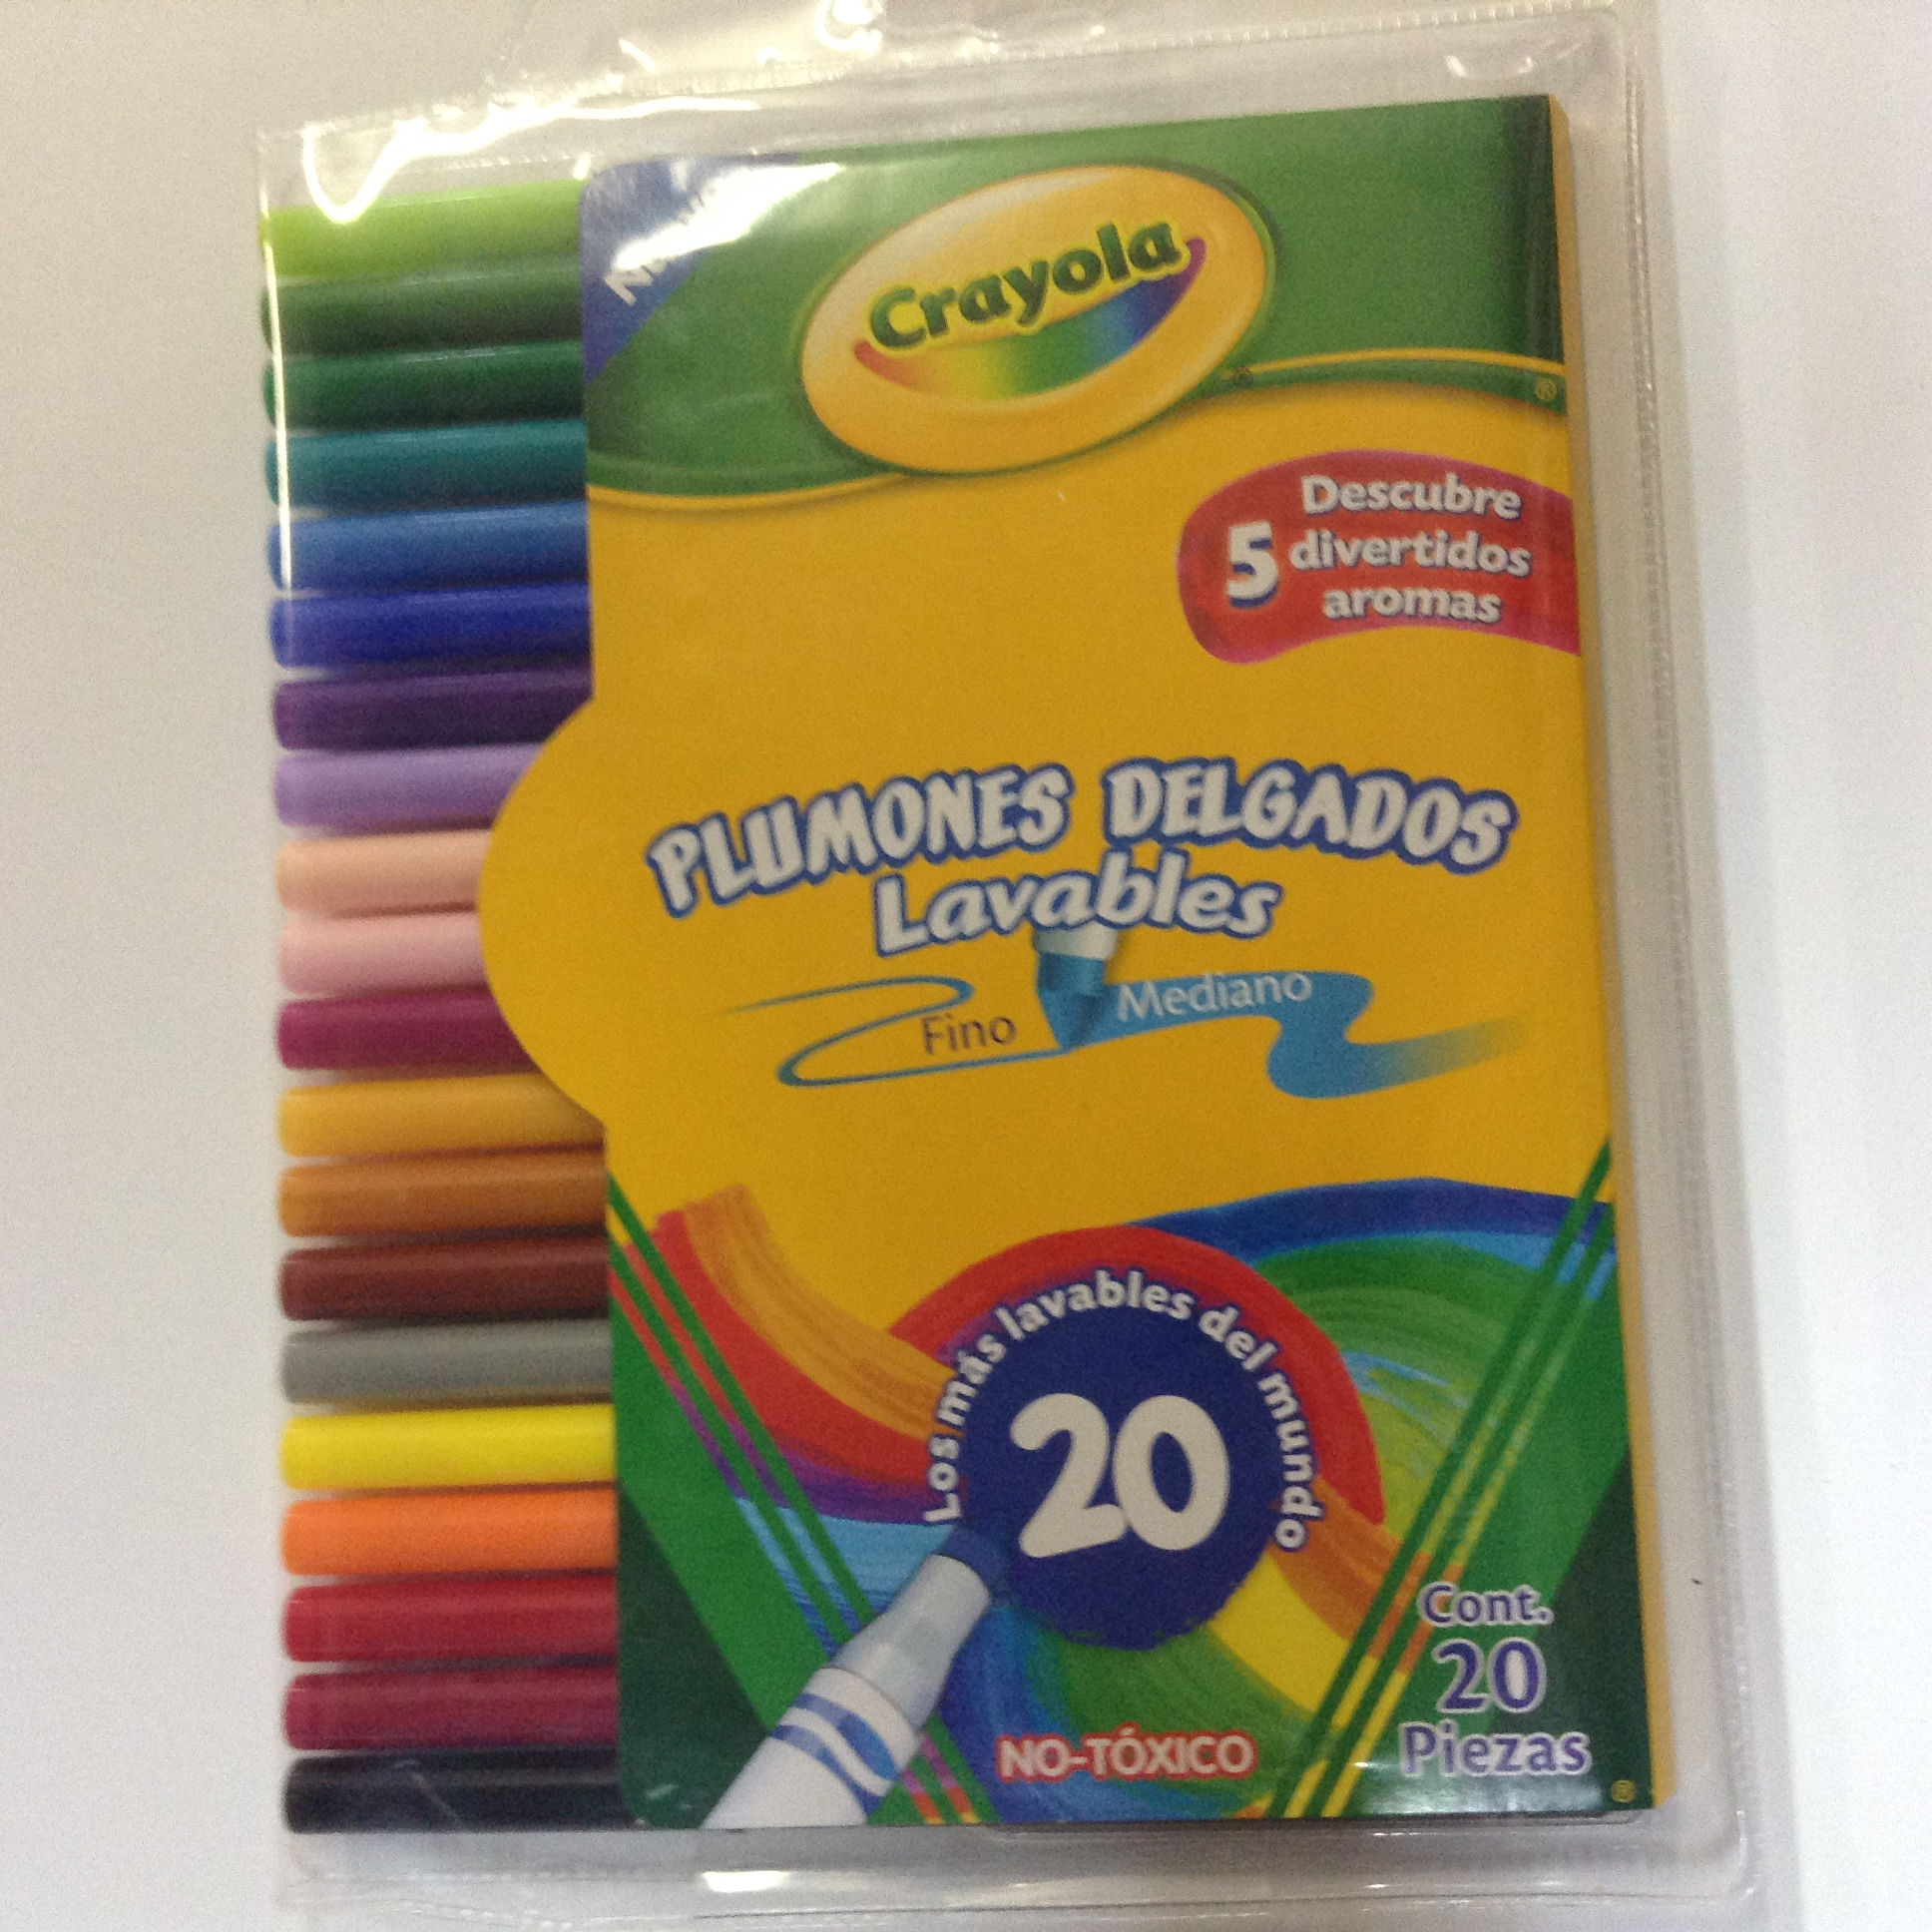 Crayola
Descubre
5 divertidos
aromas
PLUMONES DELGADOS
Lavables
Fino
Mediano
Los más lavables del mundo
20
Cont.
20
Piezas
NO-TÓXICO